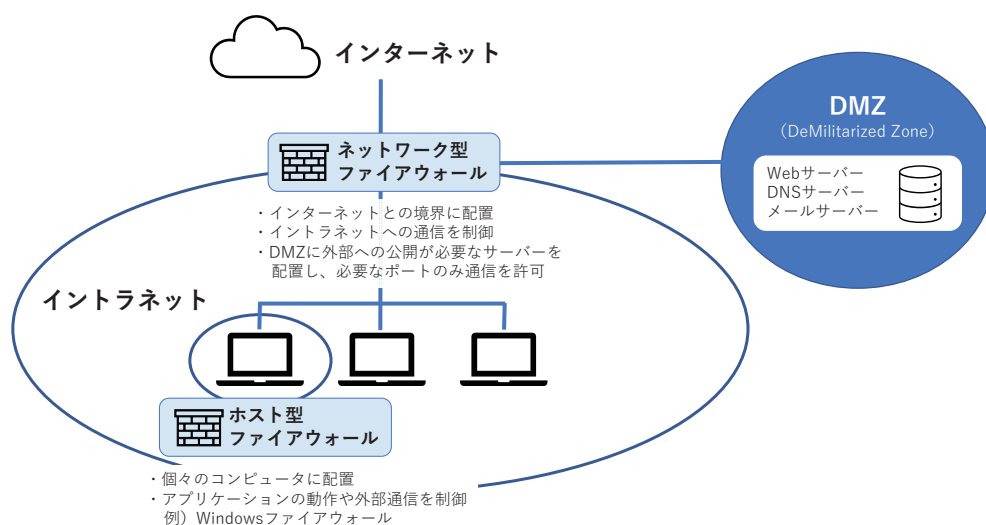 インターネット
DMZ
（DeMilitarized Zone）
Webサーバー
DNSサーバー
メールサーバー
ネットワーク型
ファイアウォール
・インターネットとの境界に配置
・イントラネットへの通信を制御
・DMZに外部への公開が必要なサーバーを
配置し、必要なポートのみ通信を許可
イントラネット
ホスト型
ファイアウォール
・個々のコンピュータに配置
・アプリケーションの動作や外部通信を制御
例）Windowsファイアウォール